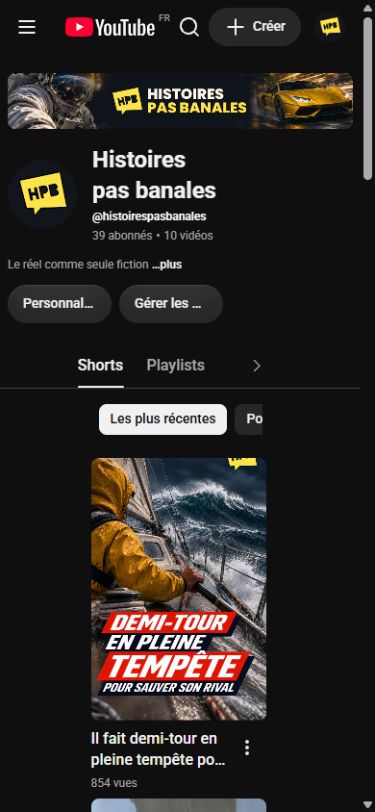 YouTube FR
Créer
HPB
HPB
HISTOIRES
PAS BANALES
HPB
Histoires
pas banales
@histoirespasbanales
39 abonnés • 10 vidéos
Le réel comme seule fiction ...plus
Personnal...
Gérer les ...
Shorts
Playlists
Les plus récentes
Po
HPB
DEMI-TOUR
EN PLEINE
TEMPÊTE
POUR SAUVER SON RIVAL
Il fait demi-tour en
pleine tempête po...
854 vues